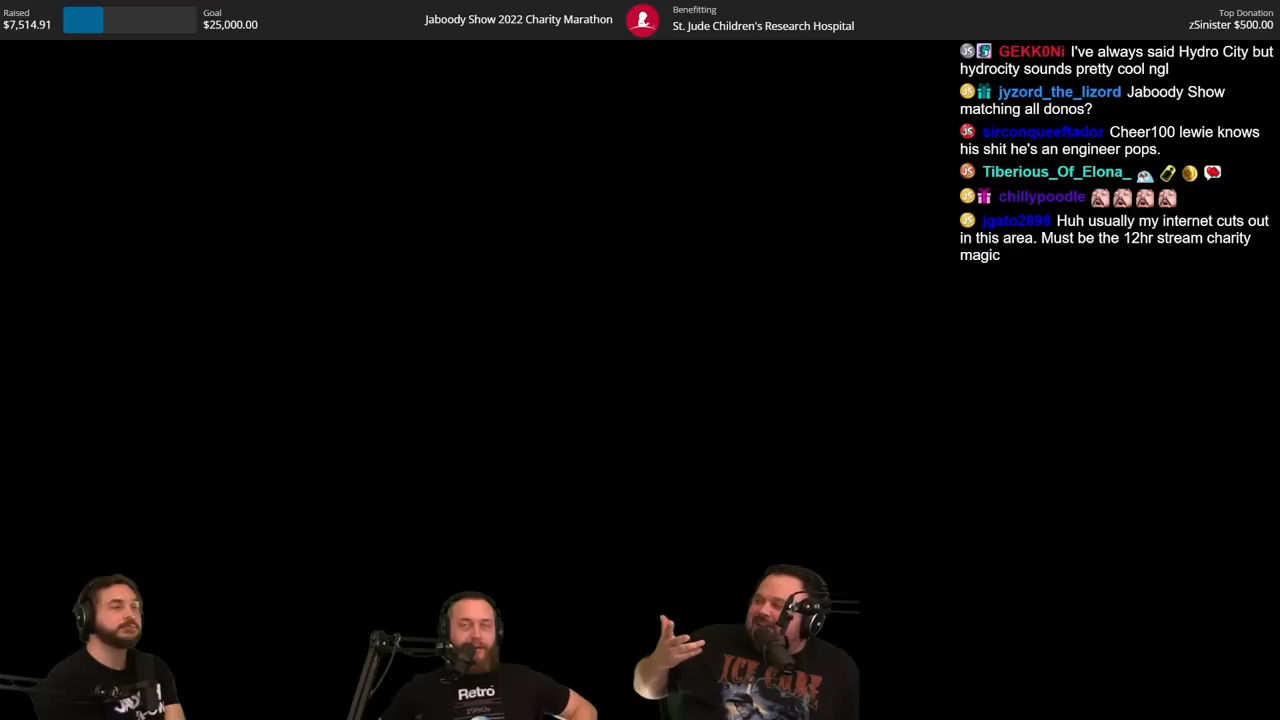 Raised
$7,514.91
Goal
$25,000.00
Jaboody Show 2022 Charity Marathon
Benefitting
St. Jude Children's Research Hospital
Top Donation
zSinister $500.00
GEKK0Ni I've always said Hydro City but
hydrocity sounds pretty cool ngl
jyzord_the_lizord Jaboody Show
matching all donos?
sirconqueeftador Cheer100 lewie knows
his shit he's an engineer pops.
Tiberious_Of_Elona_
chillypoodle
jgato2898 Huh usually my internet cuts out
in this area. Must be the 12hr stream charity
magic
Retro
1980s
ICE CUBE